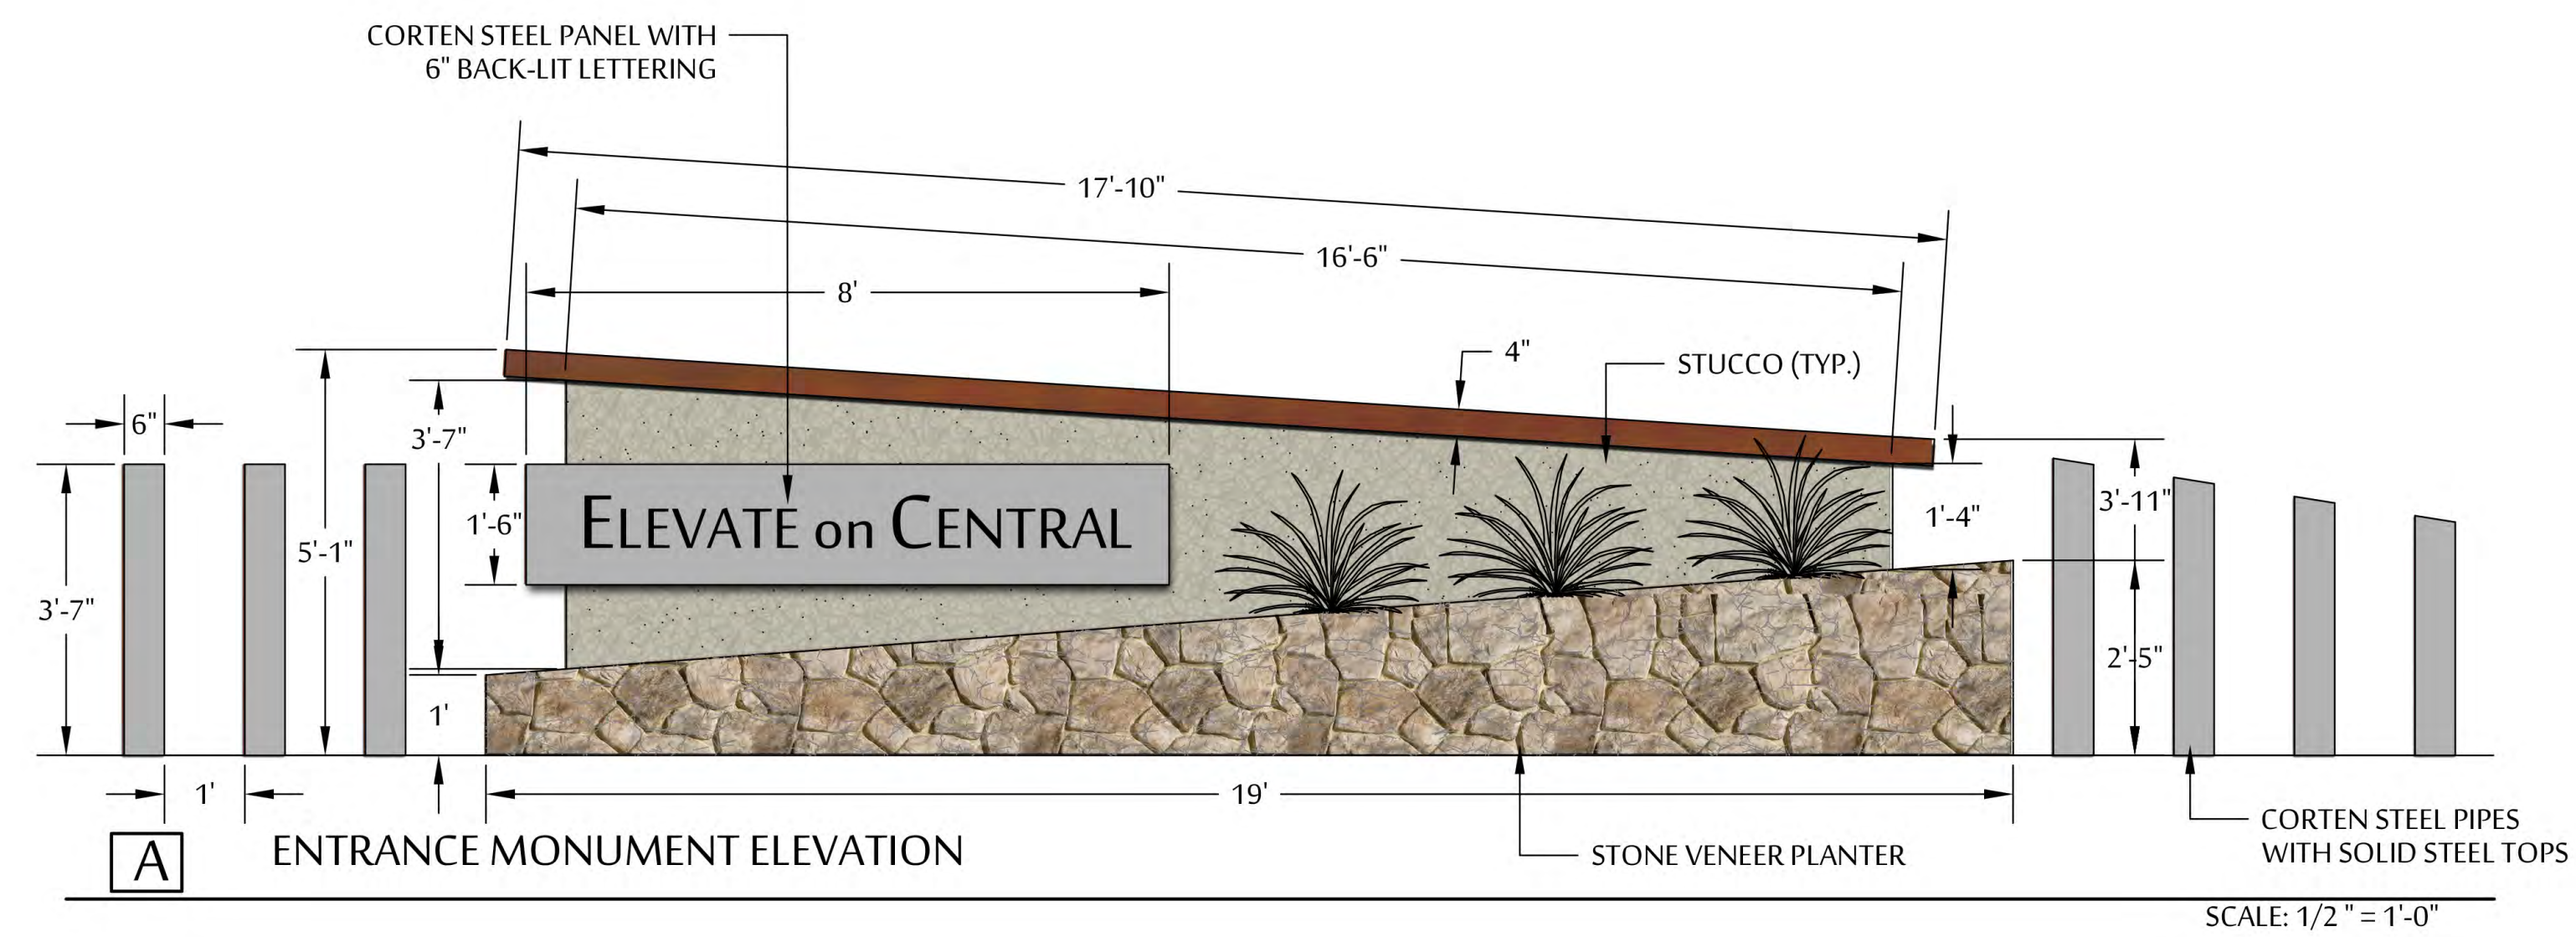 CORTEN STEEL PANEL WITH
6" BACK-LIT LETTERING
17'-10"
16'-6"
8'
4"
STUCCO (TYP.)
6"
3'-7"
3'-11"
1'-6"
ELEVATE on CENTRAL
1'-4"
5'-1"
3'-7"
2'-5"
1'
1'
19'
CORTEN STEEL PIPES
WITH SOLID STEEL TOPS
A
ENTRANCE MONUMENT ELEVATION
STONE VENEER PLANTER
SCALE: 1/2 " = 1'-0"